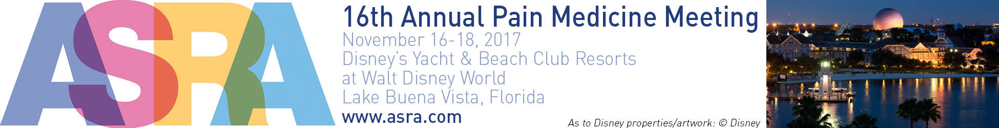 ASRA
16th Annual Pain Medicine Meeting
November 16-18, 2017
Disney's Yacht & Beach Club Resorts
at Walt Disney World
Lake Buena Vista, Florida
www.asra.com
As to Disney properties/artwork: © Disney